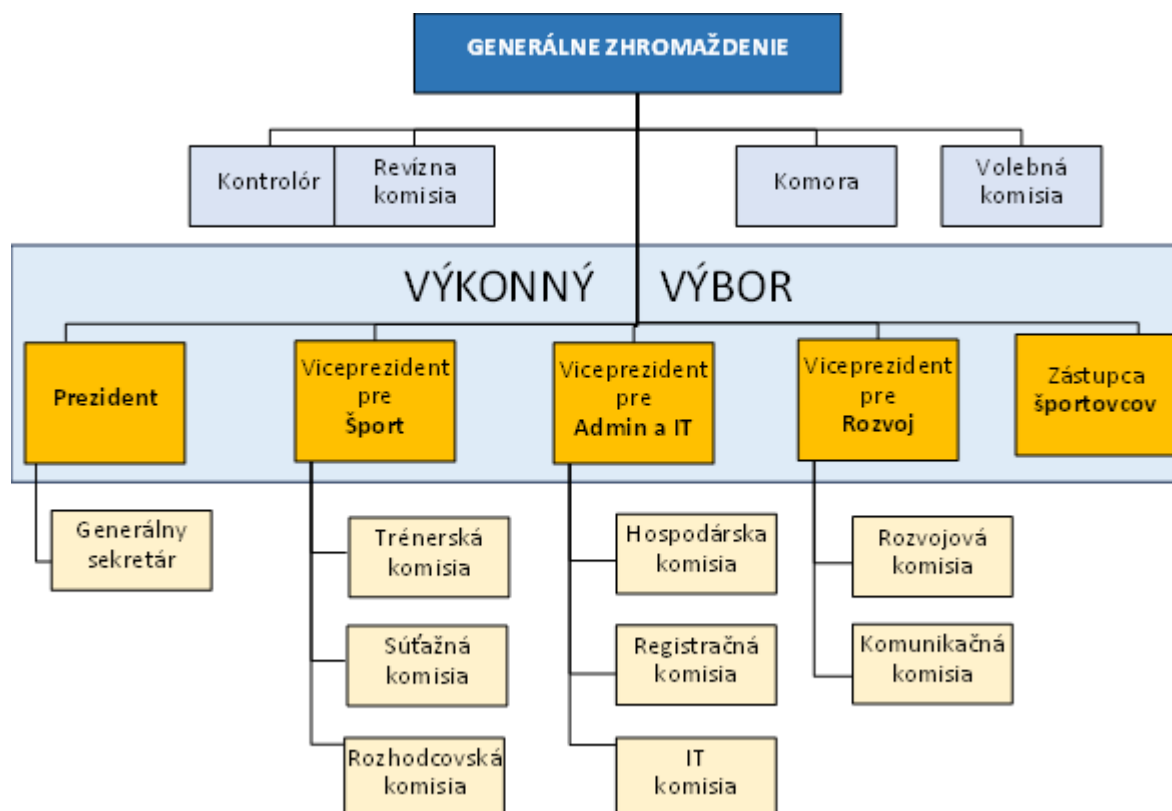 GENERÁLNE ZHROMAŽDENIE
Kontrolór
Revízna
komisia
Komora
Volebná
komisia
VÝKONNÝ VÝBOR
Prezident
Viceprezident
pre
Šport
Viceprezident
pre
Admin a IT
Viceprezident
pre
Rozvoj
Zástupca
športovcov
Generálny
sekretár
Trénerská
komisia
Hospodárska
komisia
Rozvojová
komisia
Súťažná
komisia
Registračná
komisia
Komunikačná
komisia
Rozhodcovská
komisia
IT
komisia